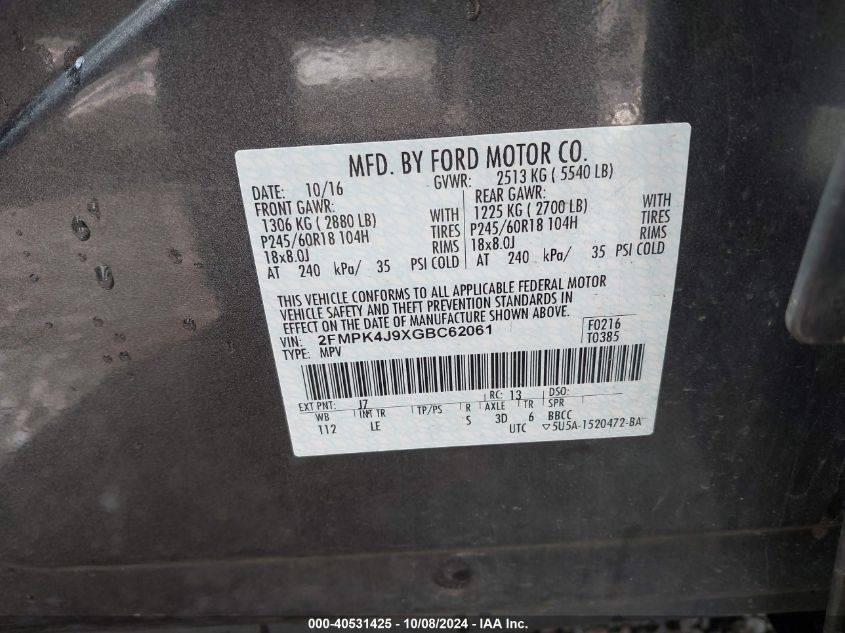 MFD. BY FORD MOTOR CO.
DATE: 10/16 GVWR: 2513 KG ( 5540 LB)
FRONT GAWR: REAR GAWR:
1306 KG ( 2880 LB) WITH 1225 KG ( 2700 LB) WITH
P245/60R18 104H TIRES P245/60R18 104H TIRES
18x8.0J RIMS 18x8.0J RIMS
AT 240 kPa/ 35 PSI COLD AT 240 kPa/ 35 PSI COLD
THIS VEHICLE CONFORMS TO ALL APPLICABLE FEDERAL MOTOR
VEHICLE SAFETY AND THEFT PREVENTION STANDARDS IN
EFFECT ON THE DATE OF MANUFACTURE SHOWN ABOVE.
VIN: 2FMPK4J9XGBC62061 F0216
TYPE: MPV T0385
EXT PNT: J7 RC: 13 DSO:
WB INT TR TP/PS R AXLE TR SPR
112 LE S 3D 6 BBCC
UTC ▽5U5A-1520472-BA
000-40531425 • 10/08/2024 - IAA Inc.